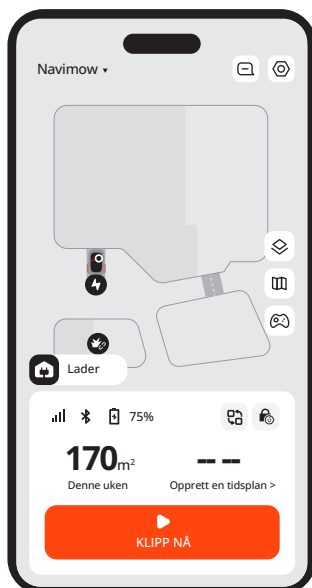 Navimow
Lader
75%
170m²
-- --
Denne uken
Opprett en tidsplan >
KLIPP NÅ